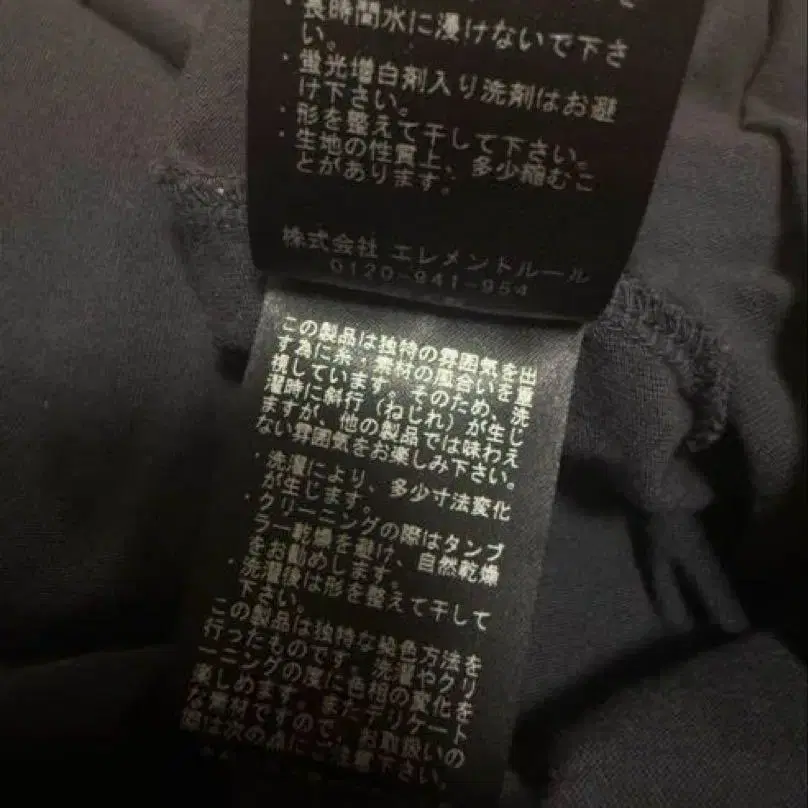 ・長時間水に浸けないで下さ
い。
・蛍光増白剤入り洗剤はお避
け下さい。
・形を整えて干して下さい。
・生地の性質上、多少縮むこ
とがあります。
株式会社 エレメントルール
0120-941-954
この製品は独特の雰囲気を出
す為に糸・素材の風合いを重
視しています。そのため、洗
濯時に斜行（ねじれ）が生じ
ますが、他の製品では味わえ
ない雰囲気をお楽しみ下さい。
・洗濯により、多少寸法変化
が生じます。
・クリーニングの際はタンブ
ラー乾燥を避け、自然乾燥
をお勧めします。
・洗濯後は形を整えて干して
下さい。
この製品は独特な染色方法を
行ったものです。洗濯やクリ
ーニングの度に色相の変化を
楽しめます。またデリケート
な素材ですので、お取扱いの
際は次の点にご注意下さい。